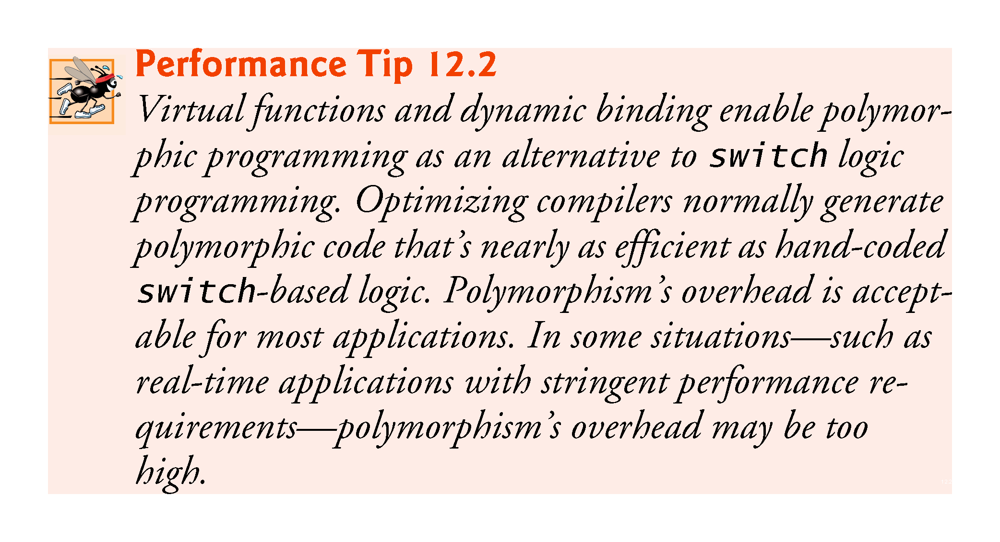 Performance Tip 12.2
Virtual functions and dynamic binding enable polymor-
phic programming as an alternative to switch logic
programming. Optimizing compilers normally generate
polymorphic code that’s nearly as efficient as hand-coded
switch-based logic. Polymorphism’s overhead is accept-
able for most applications. In some situations—such as
real-time applications with stringent performance re-
quirements—polymorphism’s overhead may be too
high.
122